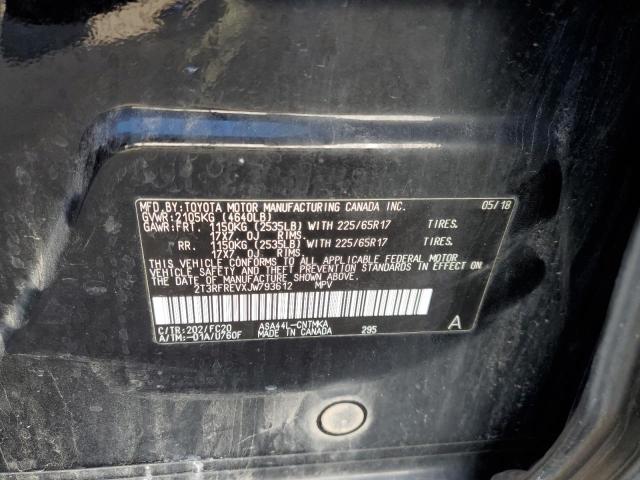 MFD.BY:TOYOTA MOTOR MANUFACTURING CANADA INC. 05/18
GVWR:2105KG (4640LB)
GAWR:FRT. 1150KG (2535LB) WITH 225/65R17 TIRES.
17X7 0J RIMS.
RR. 1150KG (2535LB) WITH 225/65R17 TIRES.
17X7 0J RIMS.
THIS VEHICLE CONFORMS TO ALL APPLICABLE FEDERAL MOTOR
VEHICLE SAFETY AND THEFT PREVENTION STANDARDS IN EFFECT ON
THE DATE OF MANUFACTURE SHOWN ABOVE.
2T3RFREVXJW793612 MPV
C/TR:202/FC20 ASA44L-CNTMKA 295 A
A/TM:-01A/U760F MADE IN CANADA